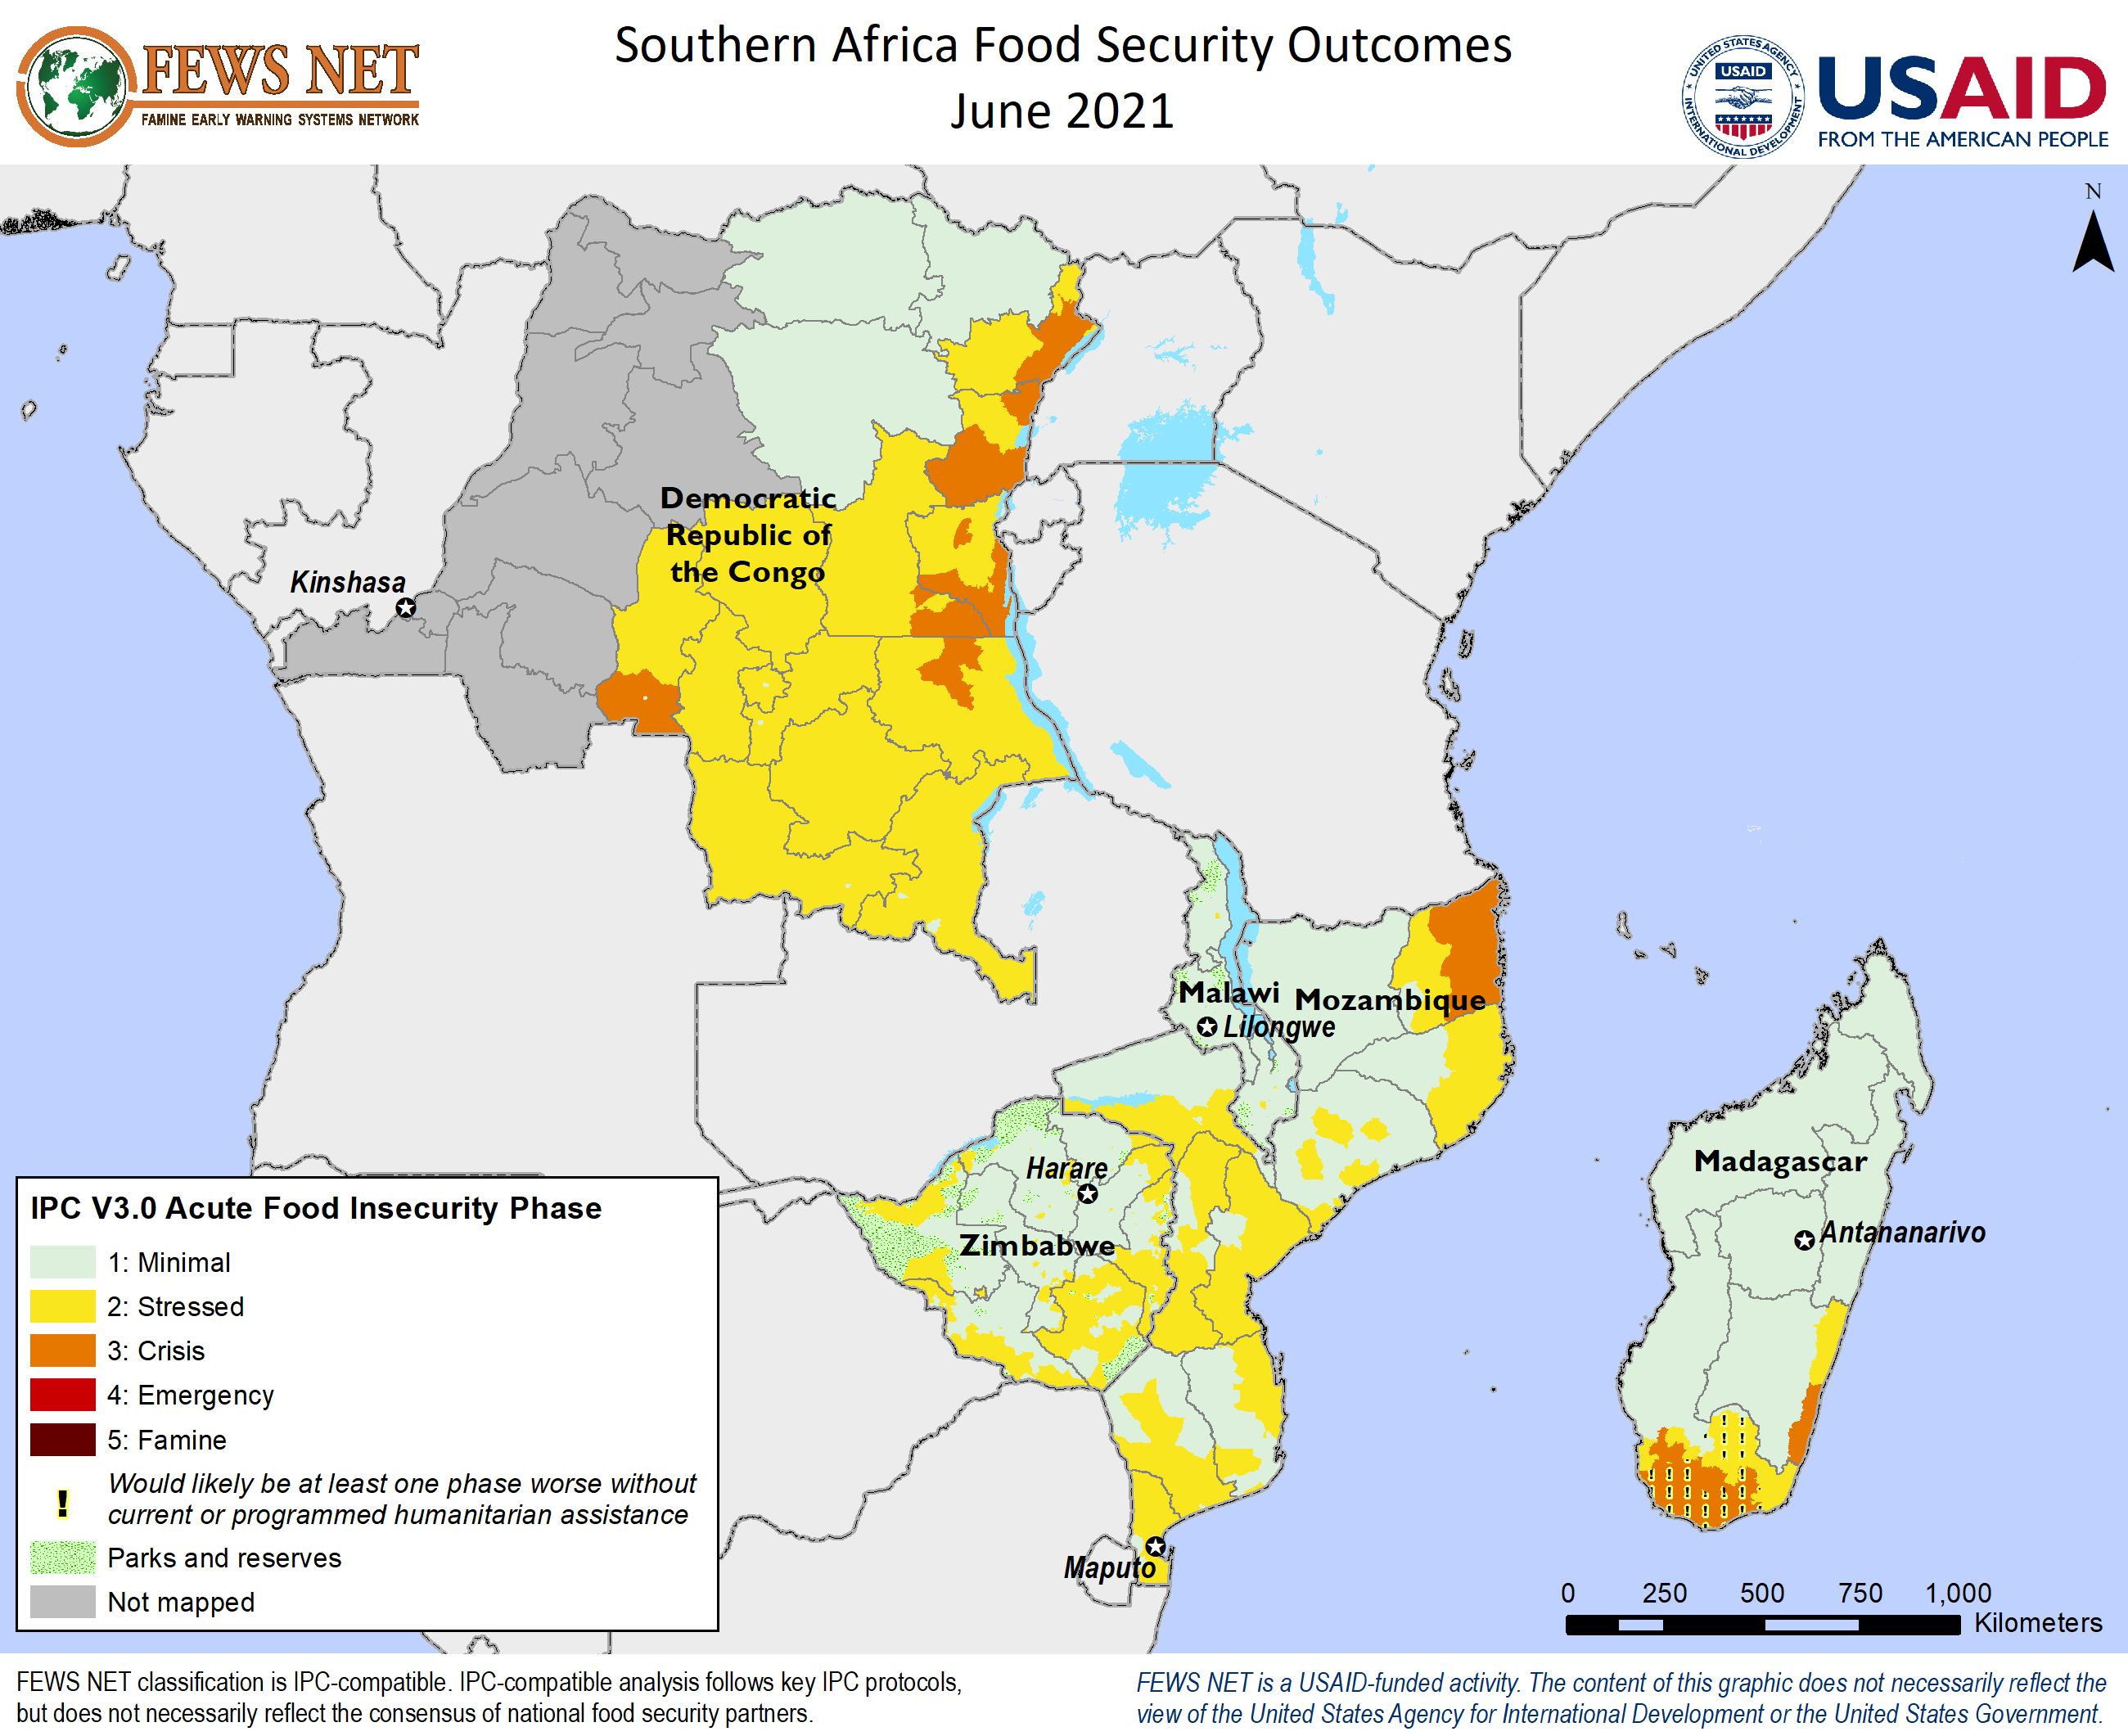 FEWS NET
FAMINE EARLY WARNING SYSTEMS NETWORK
Southern Africa Food Security Outcomes
June 2021
UNITED STATES AGENCY
USAID
INTERNATIONAL DEVELOPMENT
USAID
FROM THE AMERICAN PEOPLE
N
Democratic
Republic of
the Congo
Kinshasa
Malawi
Mozambique
Lilongwe
Harare
Zimbabwe
Madagascar
Antananarivo
Maputo
IPC V3.0 Acute Food Insecurity Phase
1: Minimal
2: Stressed
3: Crisis
4: Emergency
5: Famine
! Would likely be at least one phase worse without
current or programmed humanitarian assistance
Parks and reserves
Not mapped
0 250 500 750 1,000
Kilometers
FEWS NET classification is IPC-compatible. IPC-compatible analysis follows key IPC protocols,
but does not necessarily reflect the consensus of national food security partners.
FEWS NET is a USAID-funded activity. The content of this graphic does not necessarily reflect the
view of the United States Agency for International Development or the United States Government.